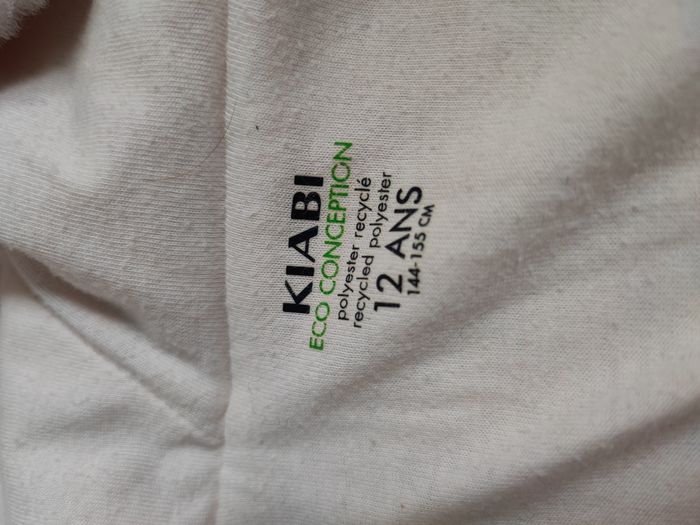 KIABI
ECO CONCEPTION
polyester recyclé
recycled polyester
12 ANS
144-155 CM